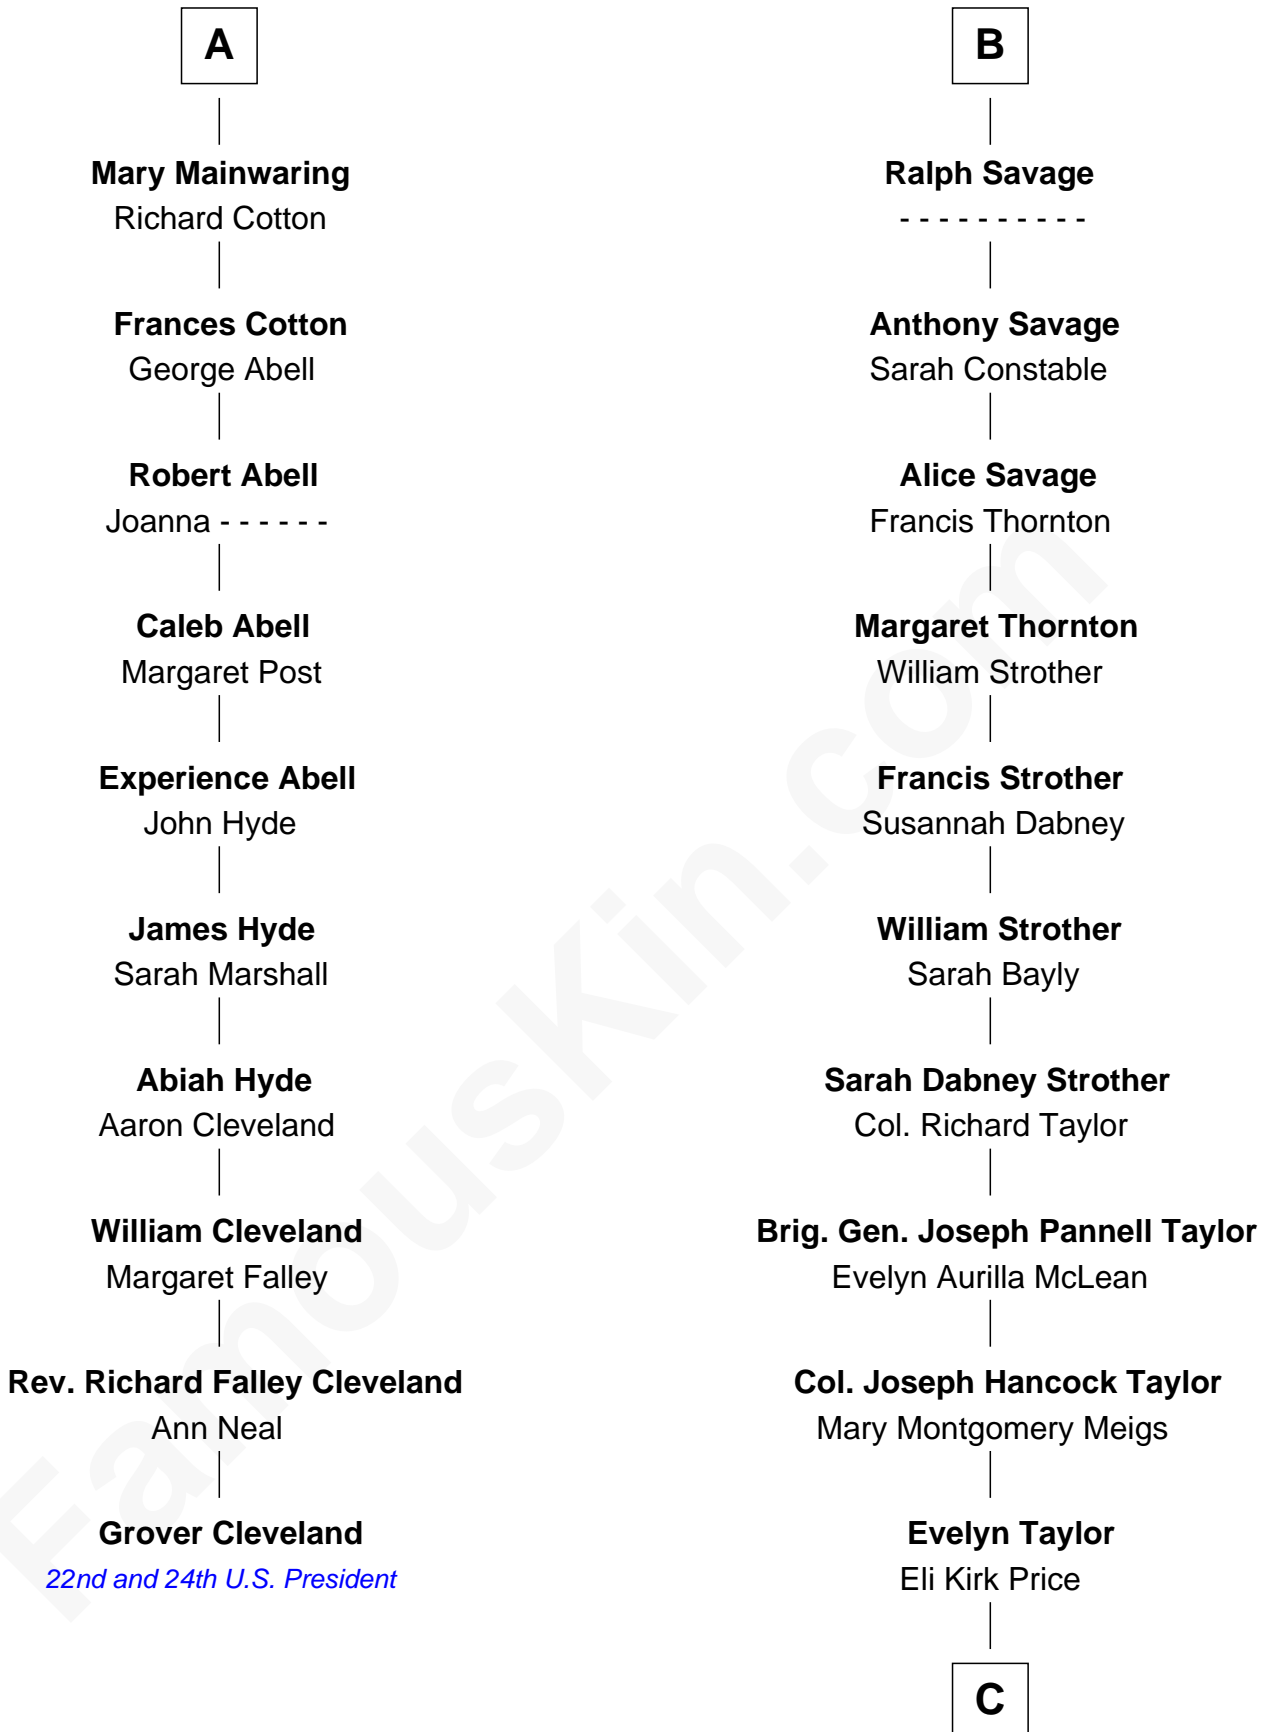 A
Mary Mainwaring
Richard Cotton
Frances Cotton
George Abell
Robert Abell
Joanna - - - - - -
Caleb Abell
Margaret Post
Experience Abell
John Hyde
James Hyde
Sarah Marshall
Abiah Hyde
Aaron Cleveland
William Cleveland
Margaret Falley
Rev. Richard Falley Cleveland
Ann Neal
Grover Cleveland
22nd and 24th U.S. President
B
Ralph Savage
- - - - - - - - - -
Anthony Savage
Sarah Constable
Alice Savage
Francis Thornton
Margaret Thornton
William Strother
Francis Strother
Susannah Dabney
William Strother
Sarah Bayly
Sarah Dabney Strother
Col. Richard Taylor
Brig. Gen. Joseph Pannell Taylor
Evelyn Aurilla McLean
Col. Joseph Hancock Taylor
Mary Montgomery Meigs
Evelyn Taylor
Eli Kirk Price
C
FamousKin.com